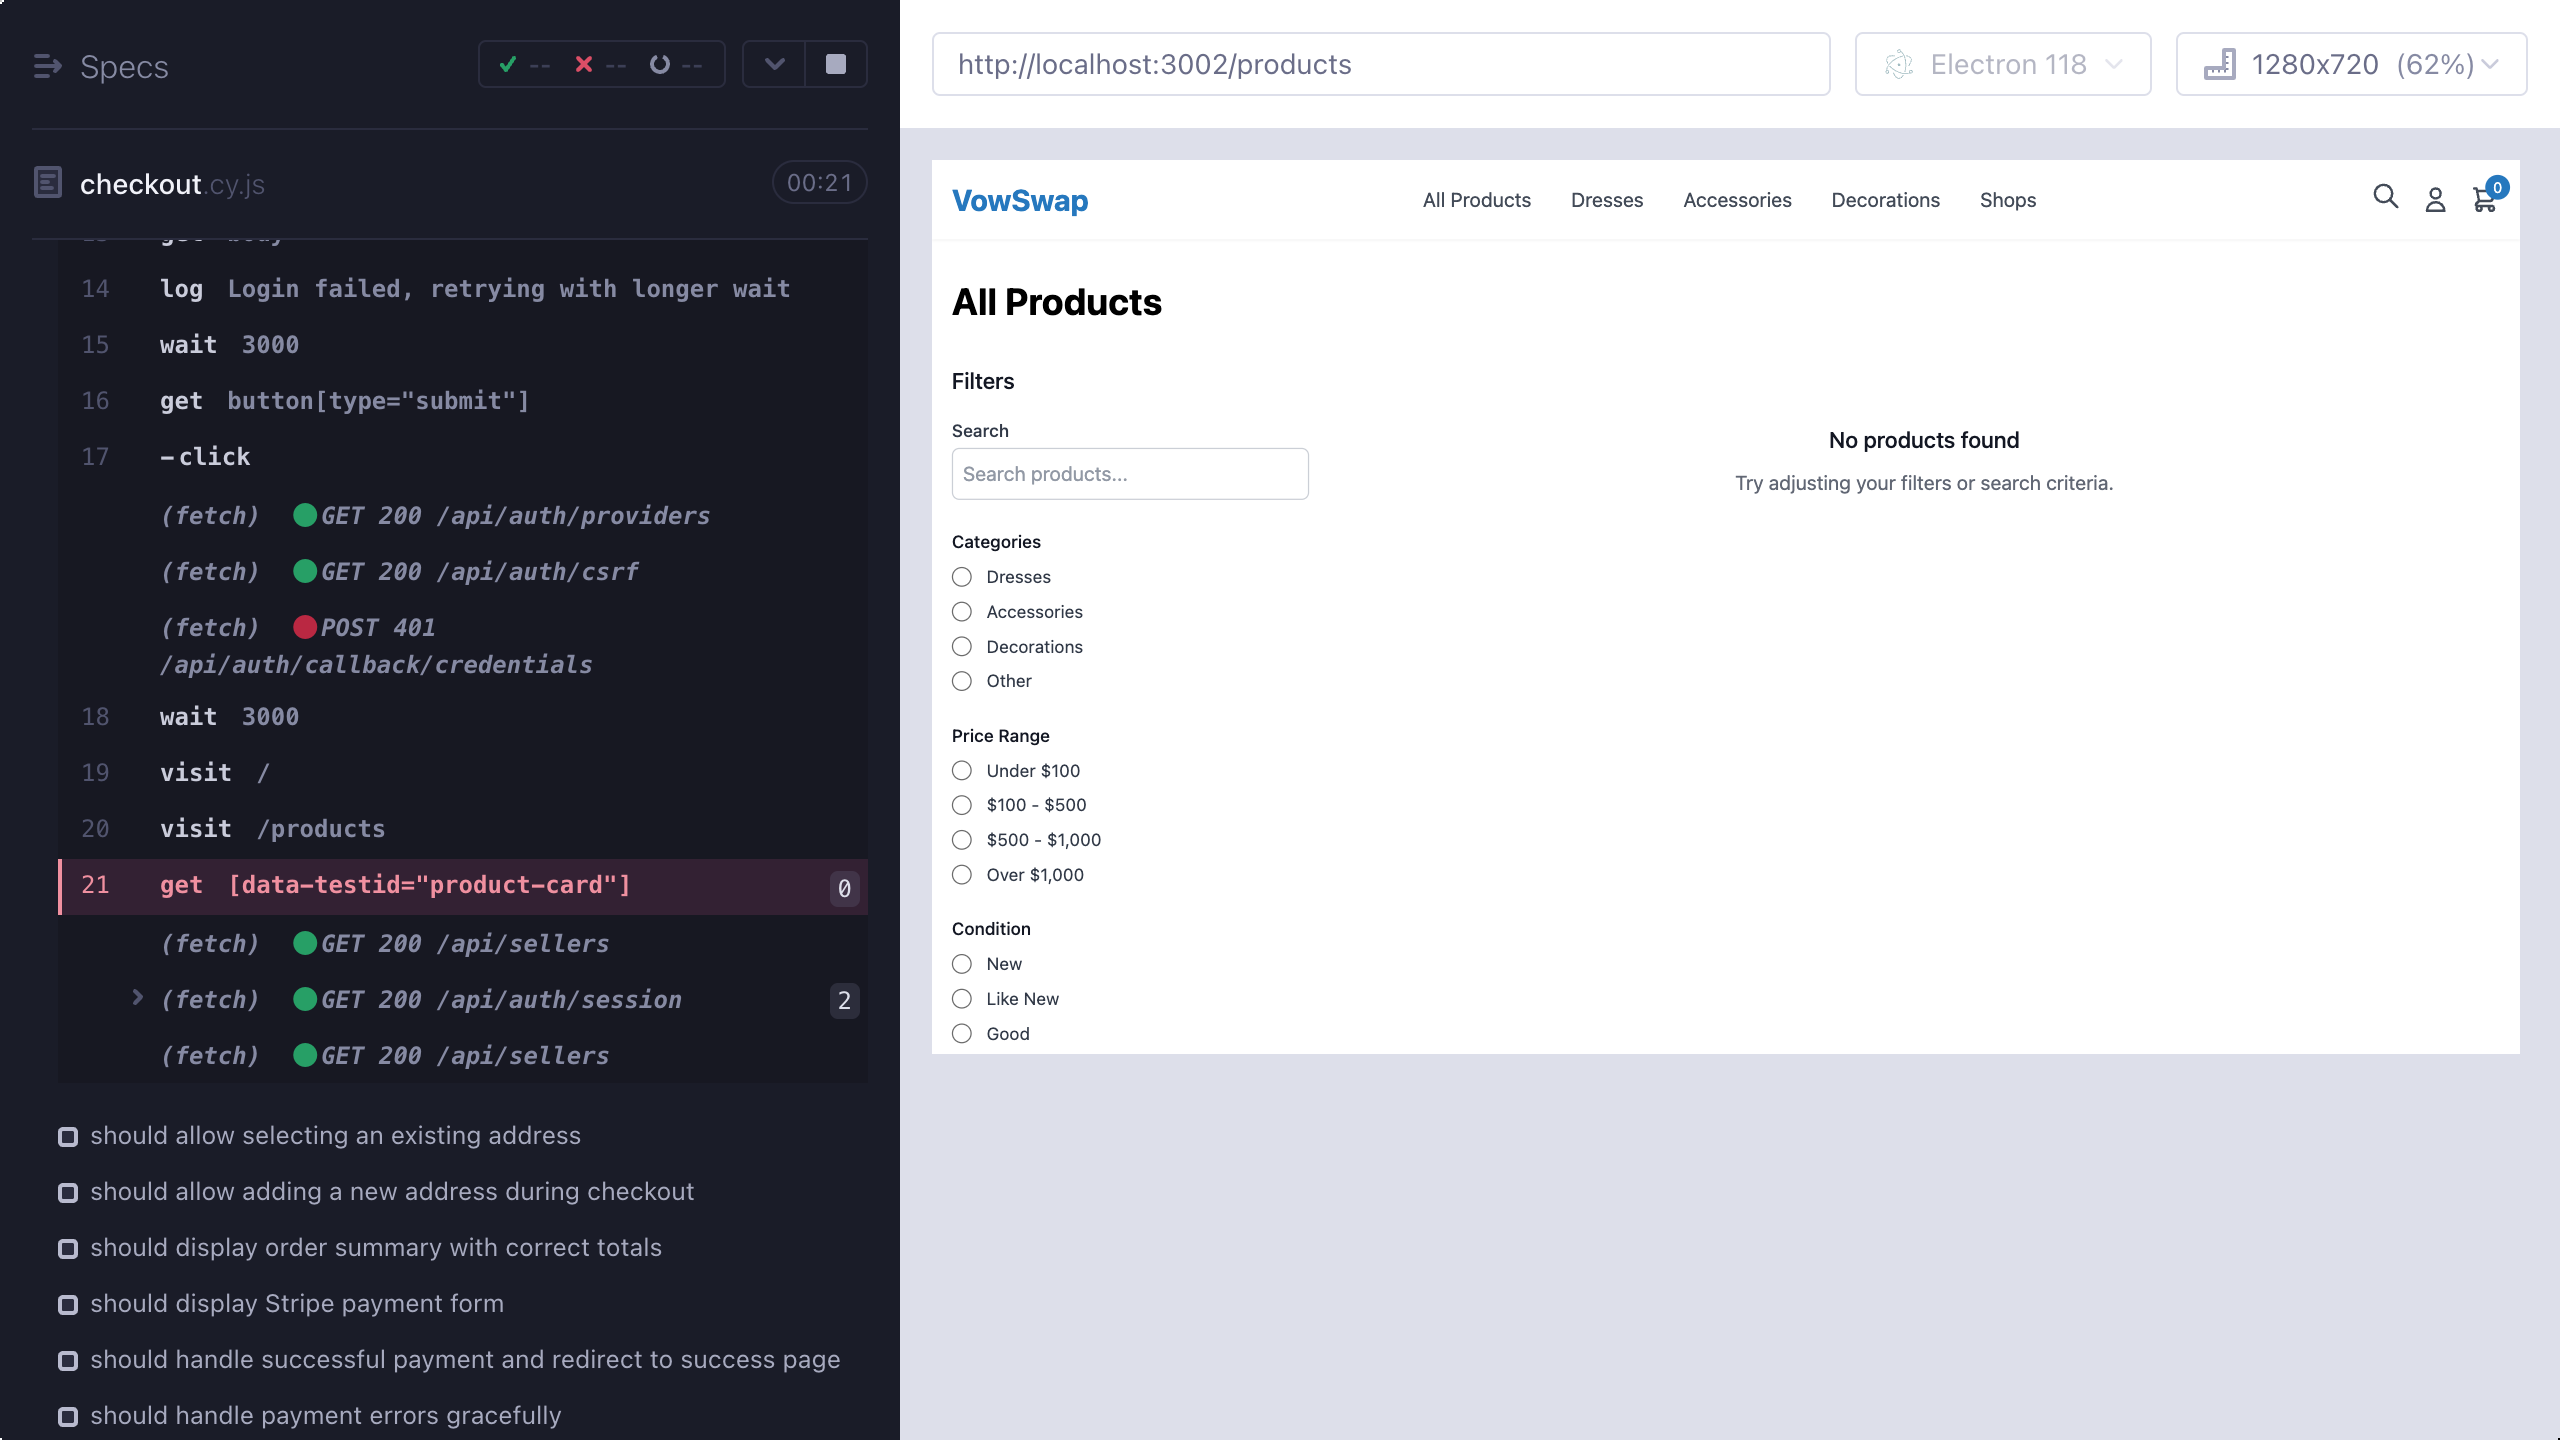 Specs
-- -- --
checkout.cy.js
00:21
14 log Login failed, retrying with longer wait
15 wait 3000
16 get button[type="submit"]
17 -click
(fetch) GET 200 /api/auth/providers
(fetch) GET 200 /api/auth/csrf
(fetch) POST 401
/api/auth/callback/credentials
18 wait 3000
19 visit /
20 visit /products
21 get [data-testid="product-card"] 0
(fetch) GET 200 /api/sellers
(fetch) GET 200 /api/auth/session 2
(fetch) GET 200 /api/sellers
should allow selecting an existing address
should allow adding a new address during checkout
should display order summary with correct totals
should display Stripe payment form
should handle successful payment and redirect to success page
should handle payment errors gracefully
http://localhost:3002/products
Electron 118
1280x720 (62%)
VowSwap
All Products
Dresses
Accessories
Decorations
Shops
0
All Products
Filters
Search
Search products...
Categories
Dresses
Accessories
Decorations
Other
Price Range
Under $100
$100 - $500
$500 - $1,000
Over $1,000
Condition
New
Like New
Good
No products found
Try adjusting your filters or search criteria.